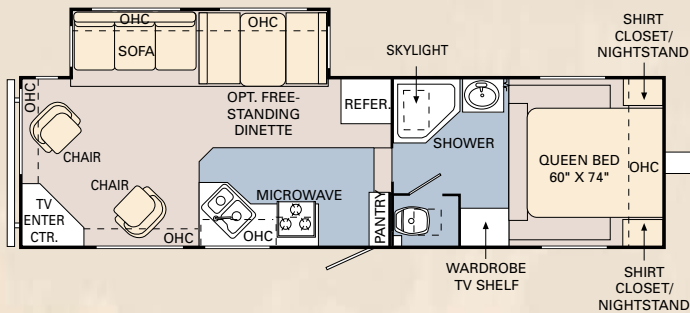 OHC
OHC
SOFA
SKYLIGHT
SHIRT
CLOSET/
NIGHTSTAND
OHC
OPT. FREE-
STANDING
DINETTE
REFER.
CHAIR
SHOWER
QUEEN BED
60" X 74"
OHC
CHAIR
MICROWAVE
TV
ENTER
CTR.
OHC
OHC
PANTRY
WARDROBE
TV SHELF
SHIRT
CLOSET/
NIGHTSTAND